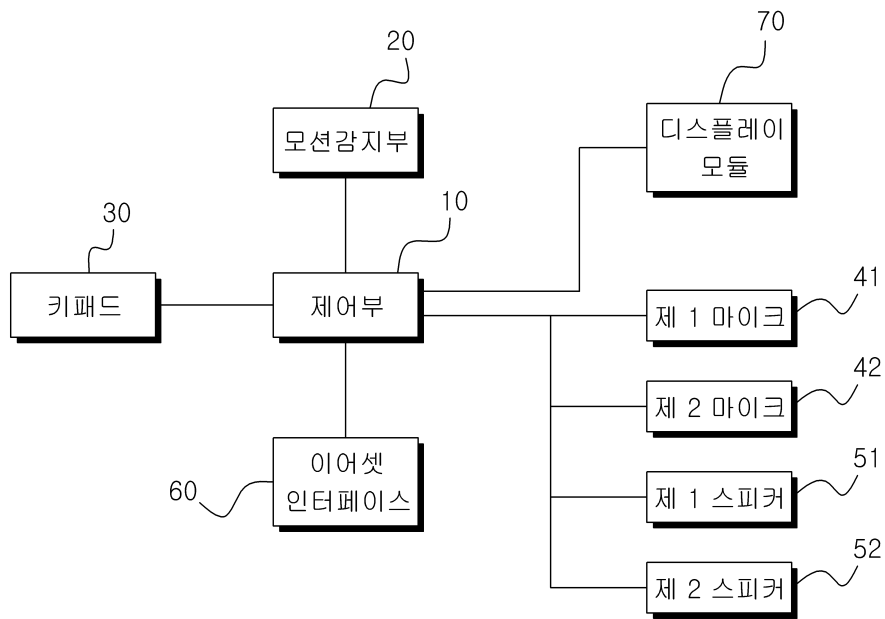 70
20
디스플레이
모듈
모션감지부
10
30
키패드
제어부
41
제 1 마이크
42
제 2 마이크
이어셋
인터페이스
60
51
제 1 스피커
52
제 2 스피커